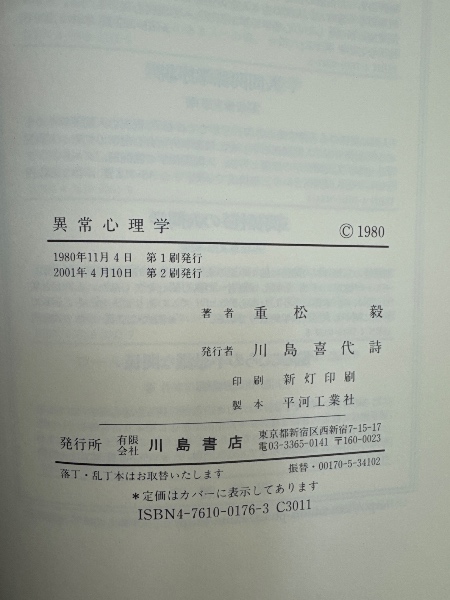 異常心理学
©1980
1980年11月4日 第1刷発行
2001年4月10日 第2刷発行
著者 重松 毅
発行者 川島喜代詩
印刷 新灯印刷
製本 平河工業社
発行所 有限会社 川島書店
東京都新宿区西新宿7-15-17
電03-3365-0141 〒160-0023
落丁・乱丁本はお取替いたします 振替・00170-5-34102
*定価はカバーに表示してあります
ISBN4-7610-0176-3 C3011